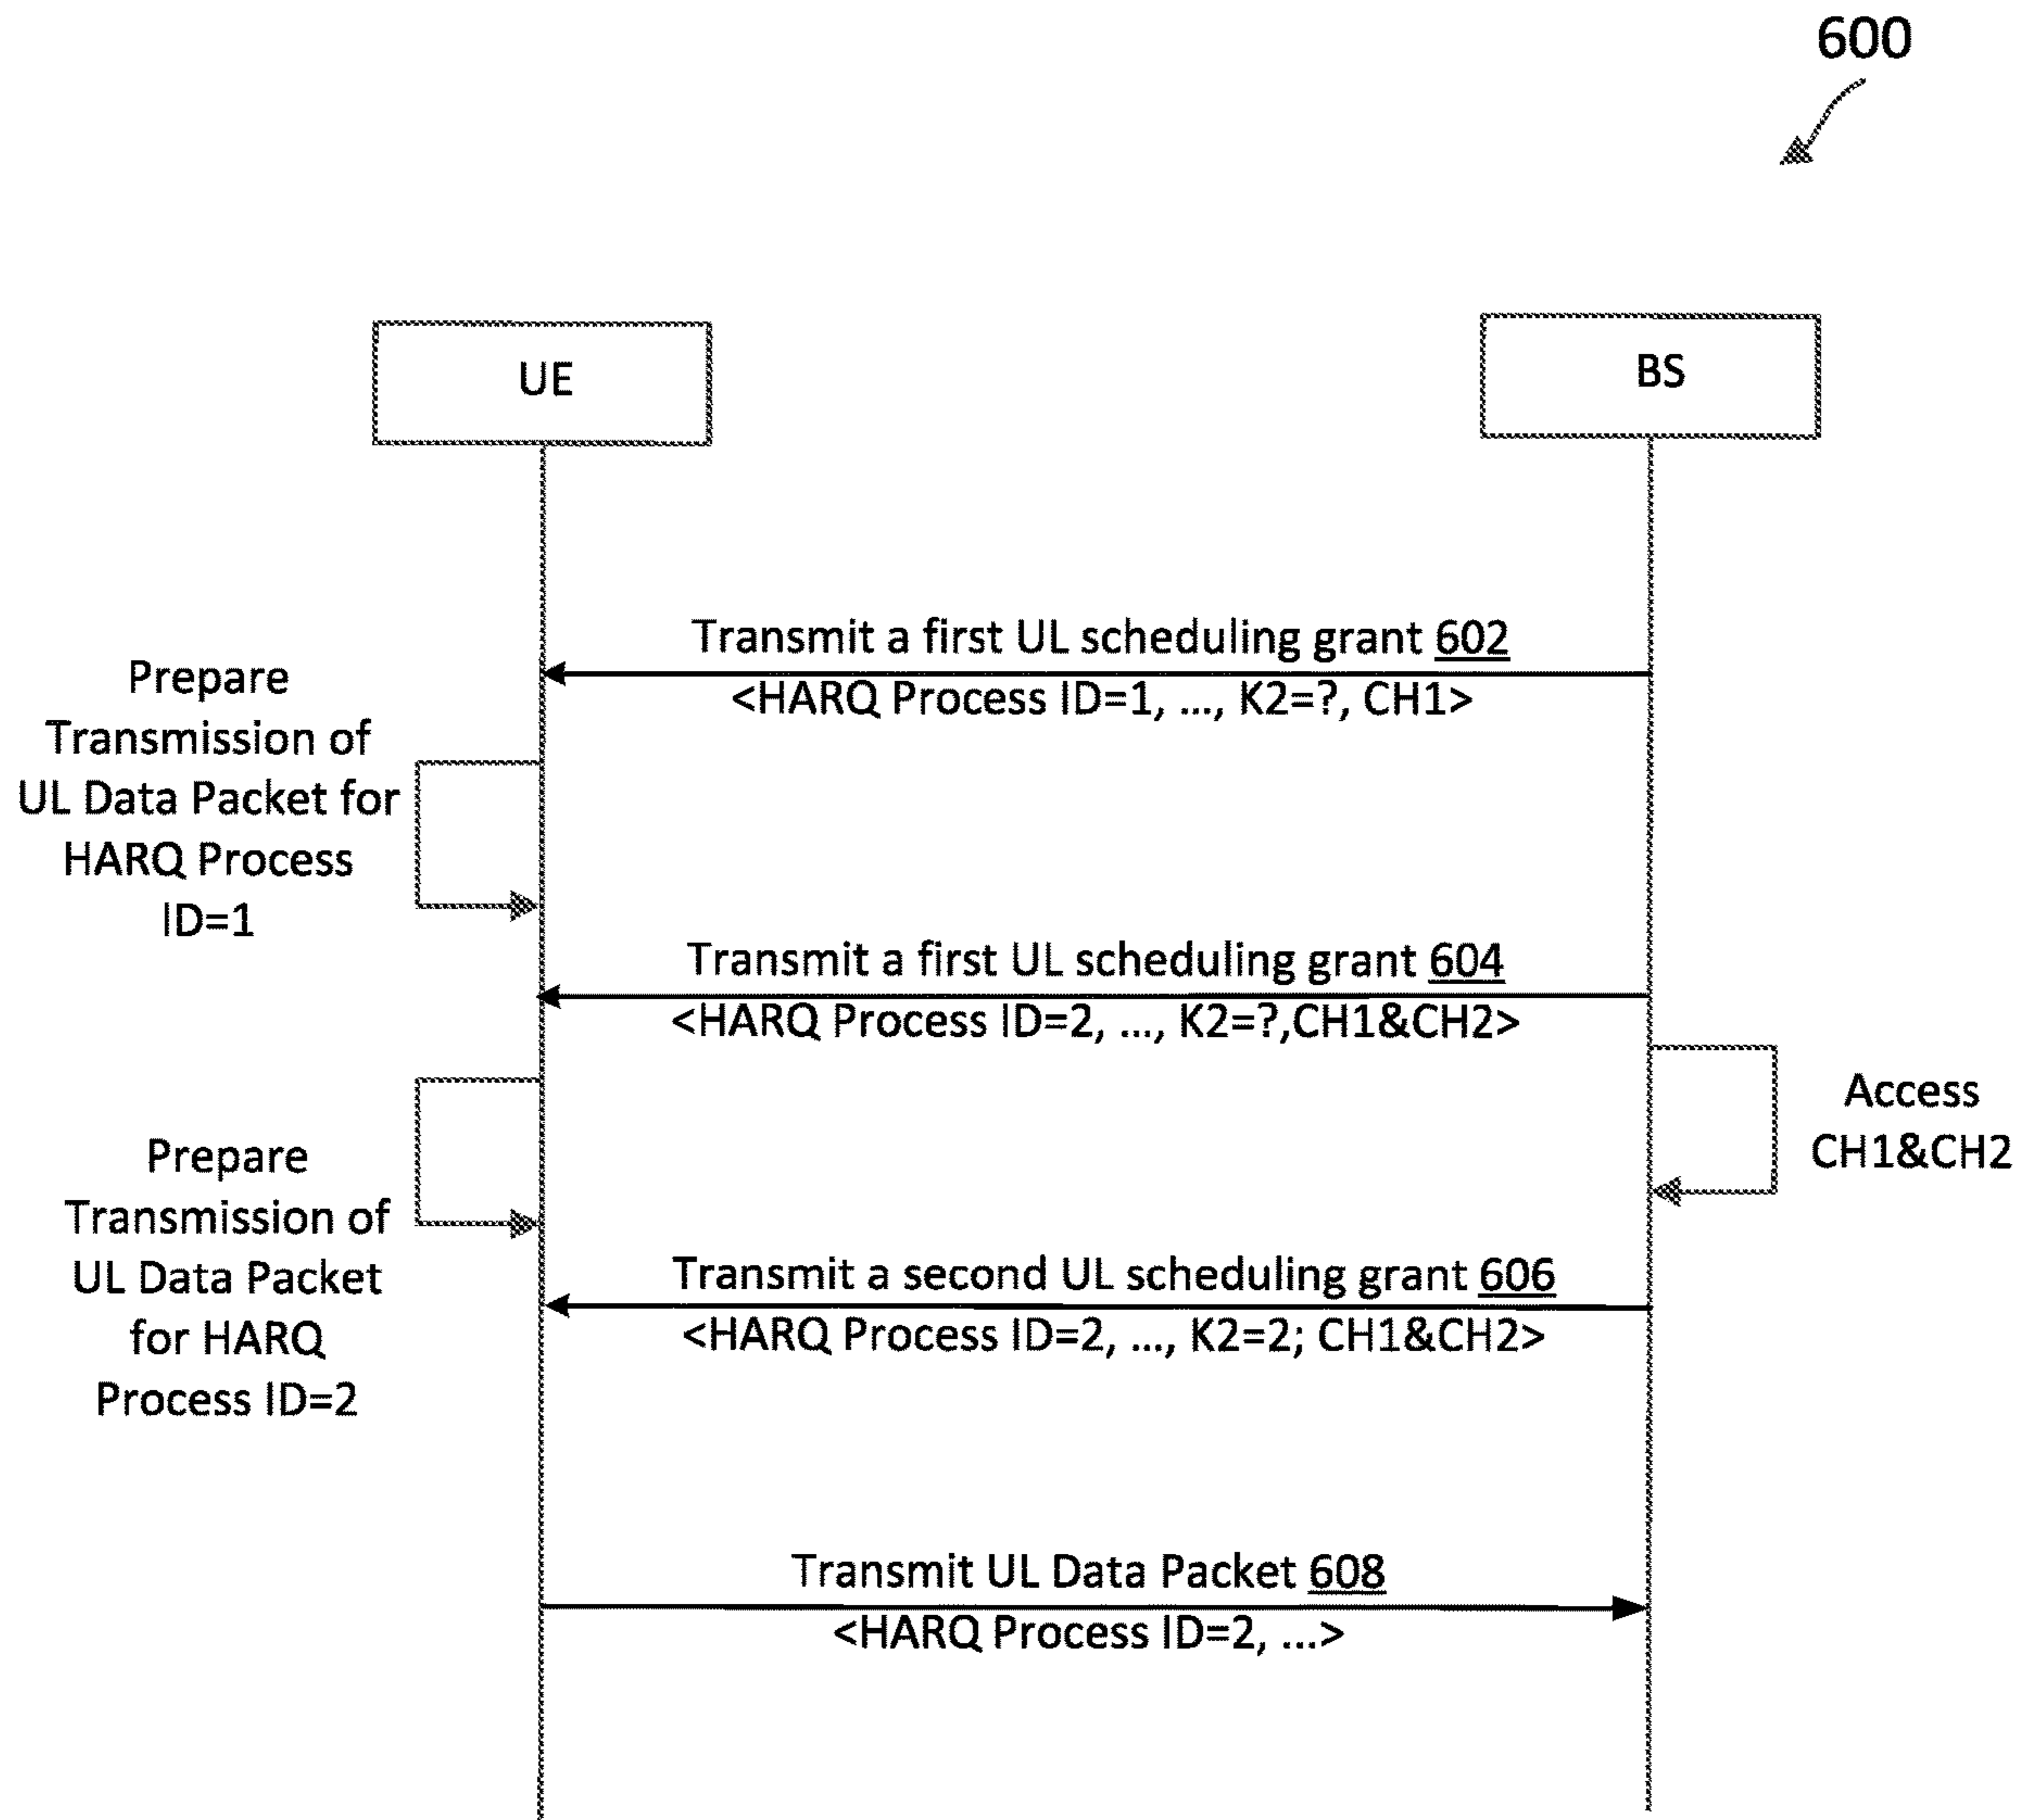 600
UE
BS
Transmit a first UL scheduling grant 602
<HARQ Process ID=1, ..., K2=?, CH1>
Prepare
Transmission of
UL Data Packet for
HARQ Process
ID=1
Transmit a first UL scheduling grant 604
<HARQ Process ID=2, ..., K2=?,CH1&CH2>
Access
CH1&CH2
Prepare
Transmission of
UL Data Packet
for HARQ
Process ID=2
Transmit a second UL scheduling grant 606
<HARQ Process ID=2, ..., K2=2; CH1&CH2>
Transmit UL Data Packet 608
<HARQ Process ID=2, ...>